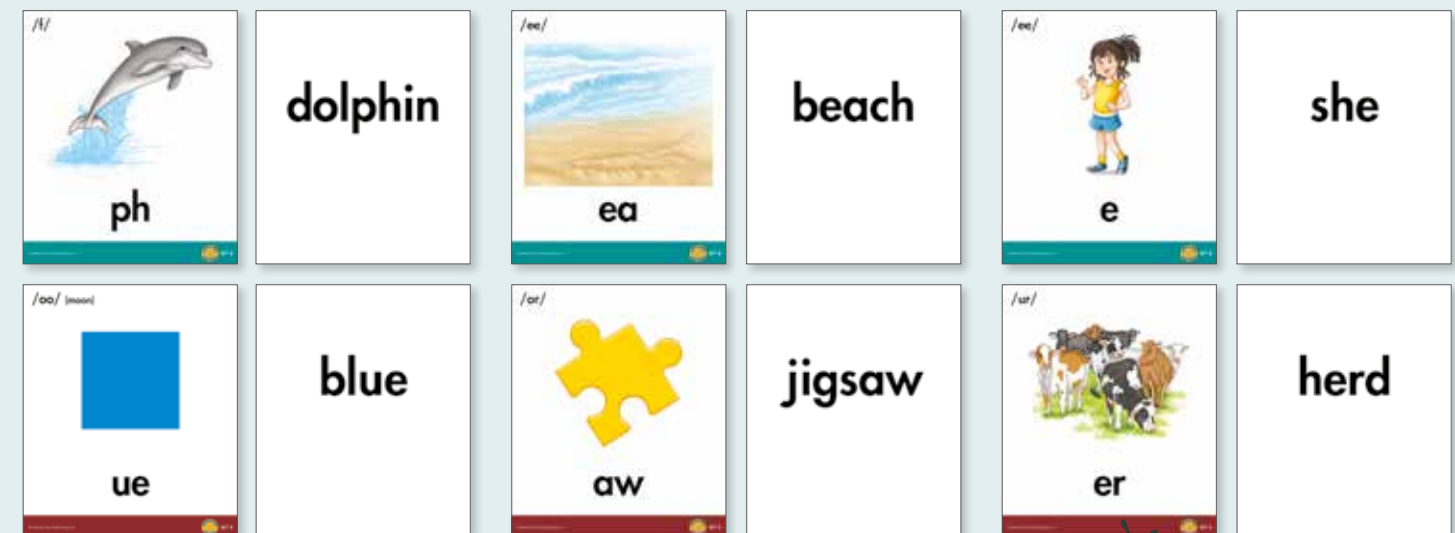 /f/
ph
dolphin
/ee/
ea
beach
/ee/
e
she
/oo/ (moon)
ue
blue
/or/
aw
jigsaw
/ur/
er
herd